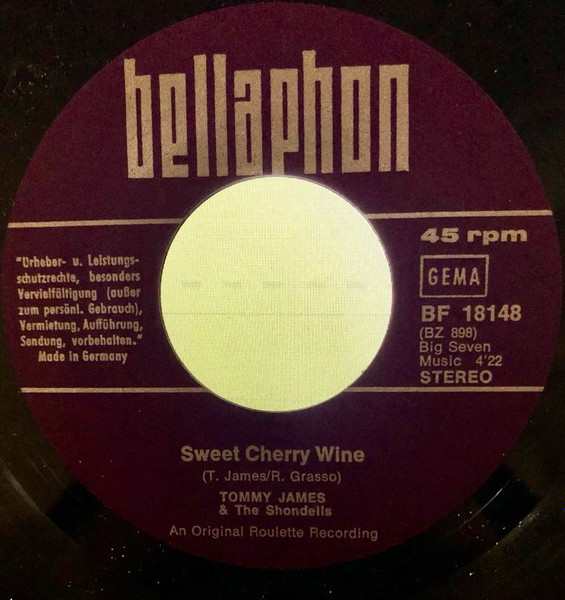 bellaphon
"Urheber- u. Leistungs-
schutzrechte, besonders
Vervielfältigung (außer
zum persönl. Gebrauch),
Vermietung, Aufführung,
Sendung, vorbehalten."
Made in Germany
45 rpm
GEMA
BF 18148
(BZ 898)
Big Seven
Music 4'22
STEREO
Sweet Cherry Wine
(T. James/R. Grasso)
TOMMY JAMES
& The Shondells
An Original Roulette Recording